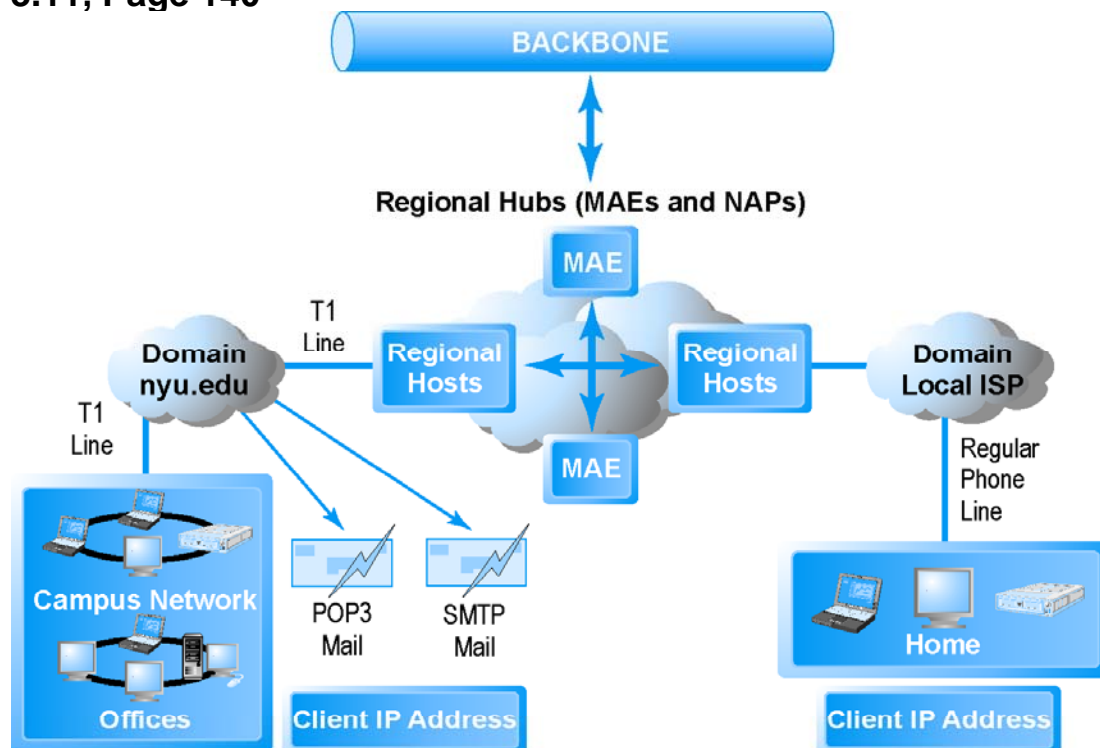 BACKBONE
Regional Hubs (MAEs and NAPs)
MAE
T1
Line
Domain
nyu.edu
Regional
Hosts
Regional
Hosts
Domain
Local ISP
T1
Line
MAE
Regular
Phone
Line
Campus Network
POP3
Mail
SMTP
Mail
Home
Offices
Client IP Address
Client IP Address